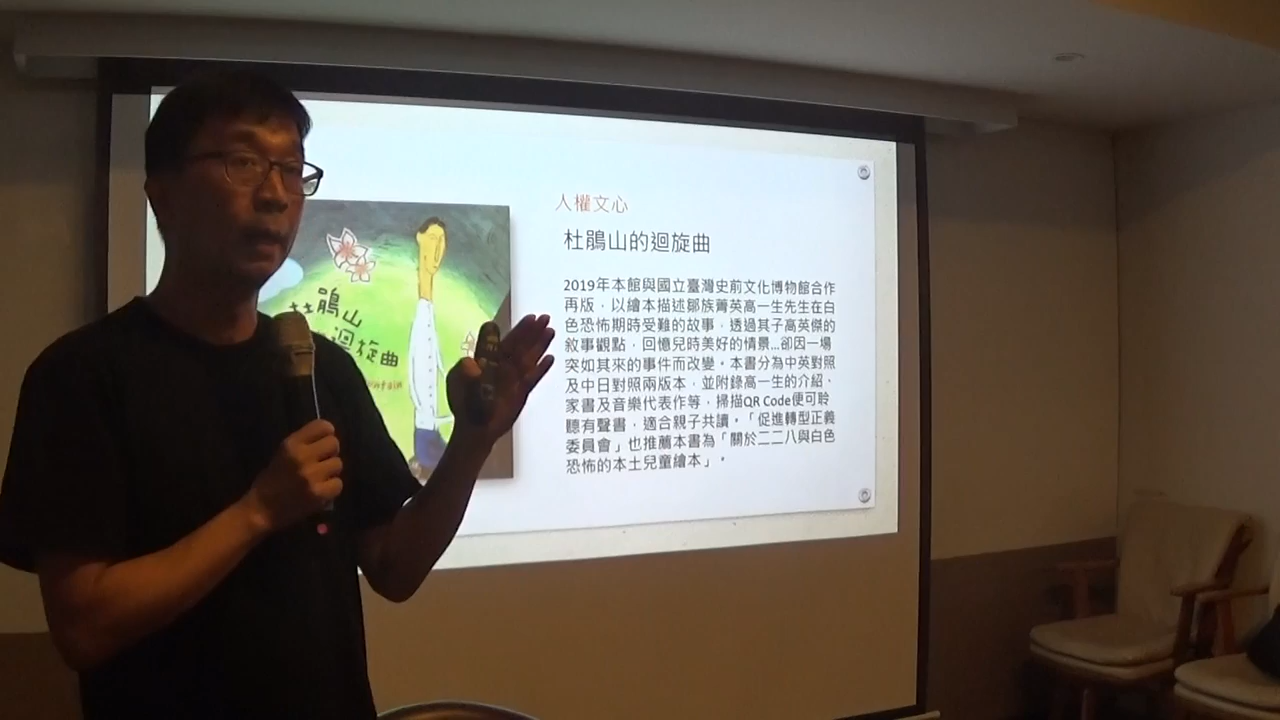 人權文心
杜鵑山的迴旋曲
2019年本館與國立臺灣史前文化博物館合作
再版，以繪本描述鄒族菁英高一生先生在白
色恐怖期時受難的故事，透過其子高英傑的
敘事觀點，回憶兒時美好的情景...卻因一場
突如其來的事件而改變。本書分為中英對照
及中日對照兩版本，並附錄高一生的介紹、
家書及音樂代表作等，掃描QR Code便可聆
聽有聲書，適合親子共讀。「促進轉型正義
委員會」也推薦本書為「關於二二八與白色
恐怖的本土兒童繪本」。
杜鵑山
迴旋曲